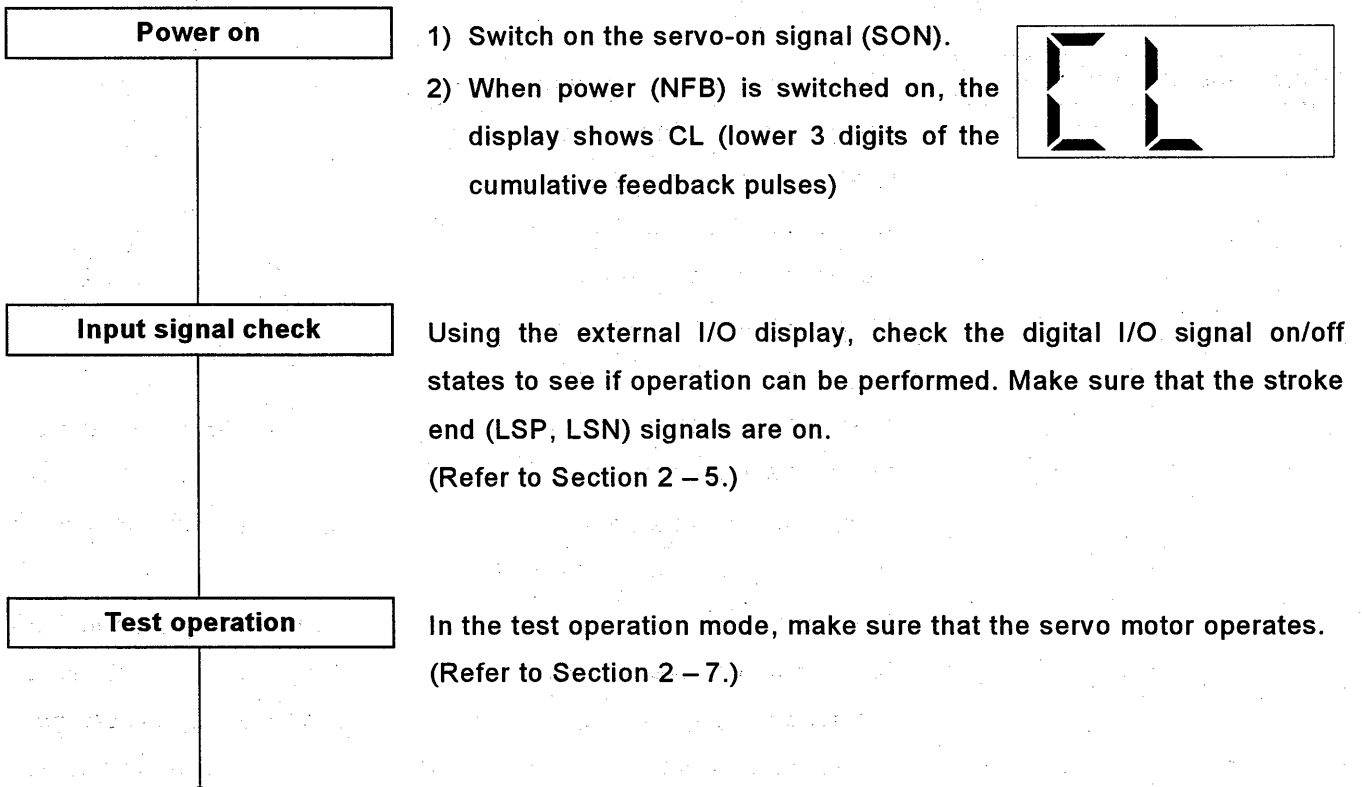 Power on
1) Switch on the servo-on signal (SON).
2) When power (NFB) is switched on, the
display shows CL (lower 3 digits of the
cumulative feedback pulses)
CL
Input signal check
Using the external I/O display, check the digital I/O signal on/off
states to see if operation can be performed. Make sure that the stroke
end (LSP, LSN) signals are on.
(Refer to Section 2 – 5.)
Test operation
In the test operation mode, make sure that the servo motor operates.
(Refer to Section 2 – 7.)